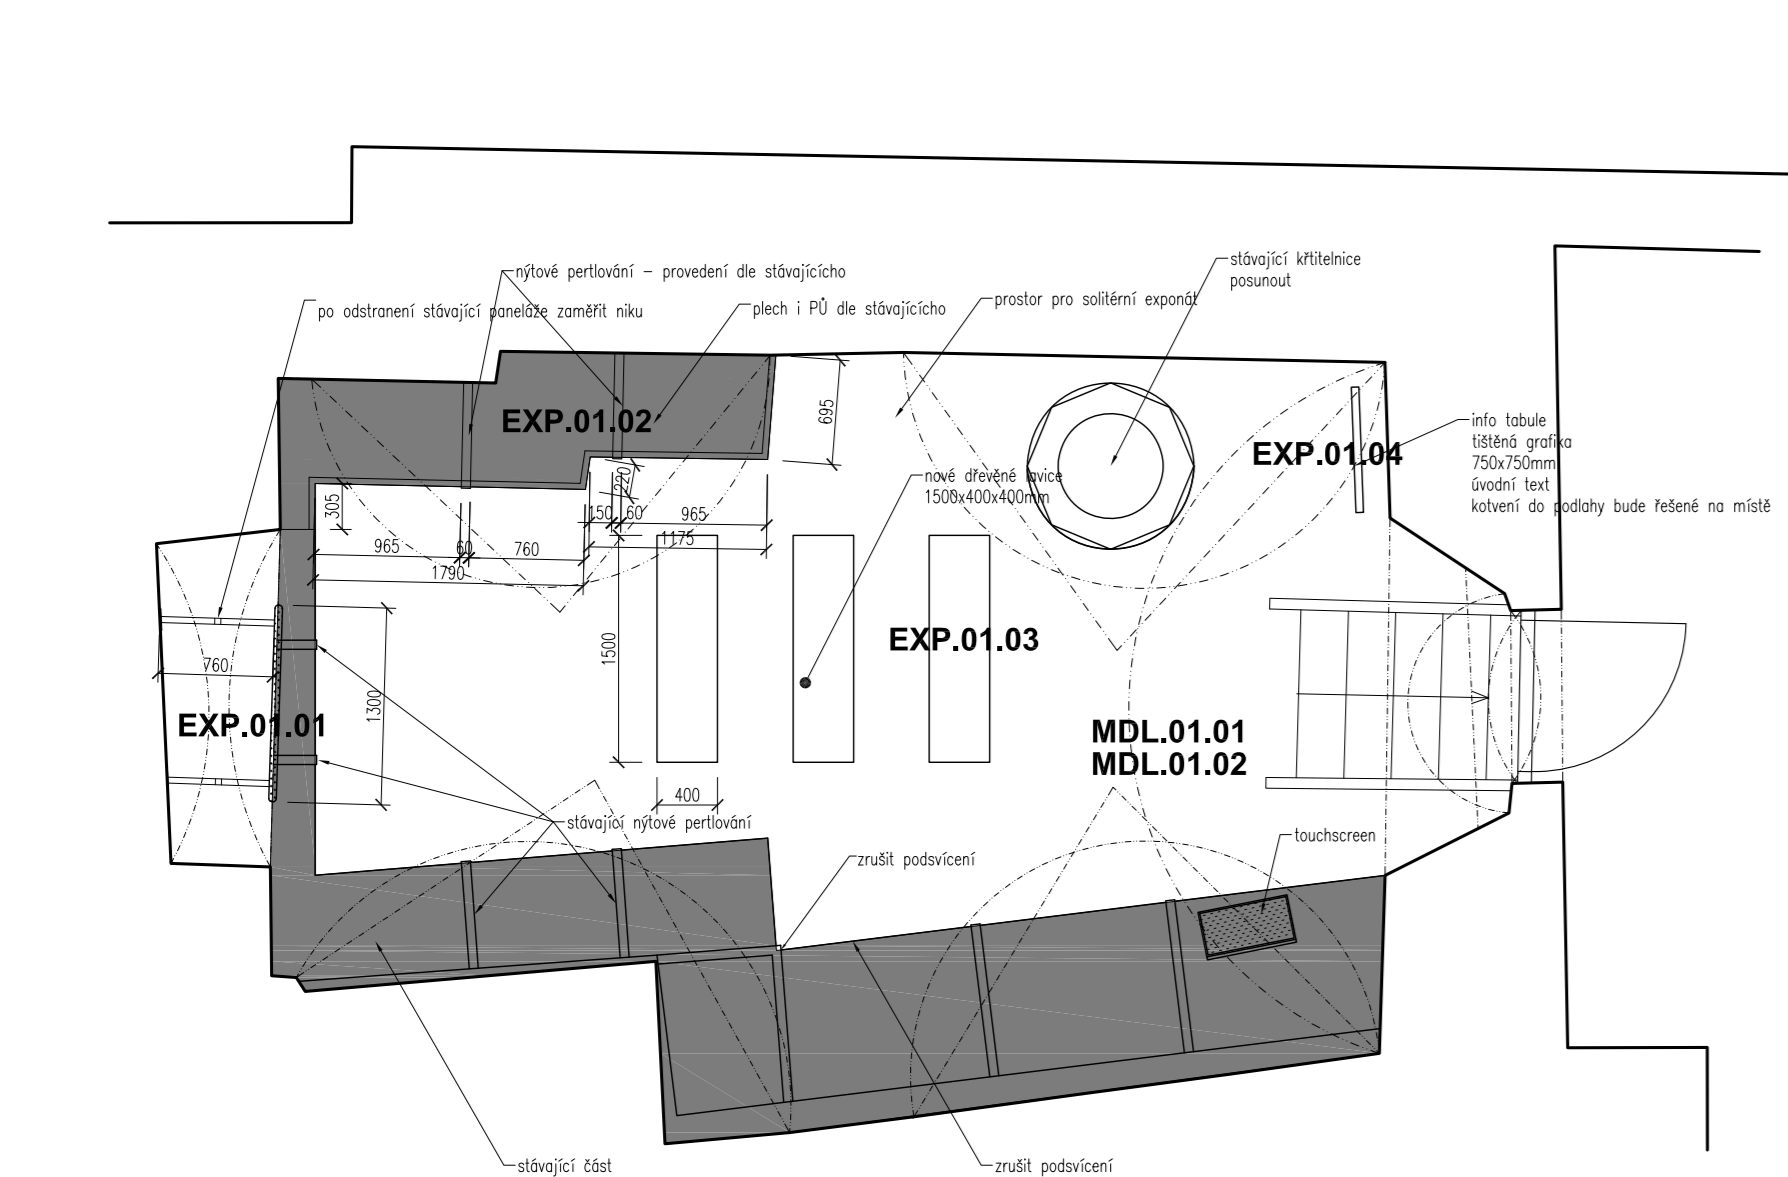 stávající křtitelnice
posunout
nýtové pertlování – provedení dle stávajícícho
prostor pro solitérní exponát
po odstranení stávající paneláže zaměřit niku
plech i PŮ dle stávajícícho
EXP.01.02
695
info tabule
tištěná grafika
750x750mm
úvodní text
kotvení do podlahy bude řešené na místě
EXP.01.04
nové dřevěné lavice
1500x400x400mm
220
305
150
60
965
1175
965
60
760
1790
1500
EXP.01.03
760
1300
EXP.01.01
MDL.01.01
MDL.01.02
400
stávající nýtové pertlování
touchscreen
zrušit podsvícení
stávající část
zrušit podsvícení